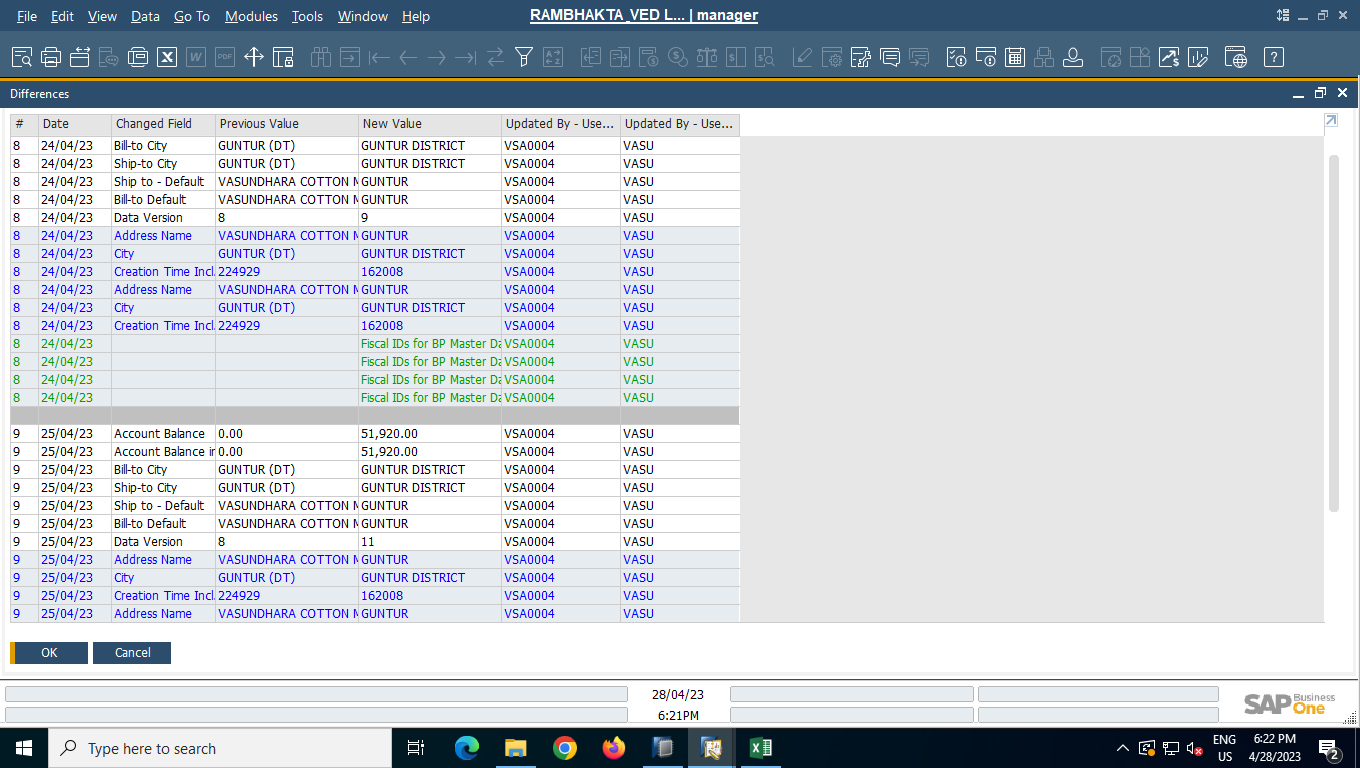 File Edit View Data Go To Modules Tools Window Help RAMBHAKTA_VED L... | manager
Differences
# Date Changed Field Previous Value New Value Updated By - Use... Updated By - Use...
8 24/04/23 Bill-to City GUNTUR (DT) GUNTUR DISTRICT VSA0004 VASU
8 24/04/23 Ship-to City GUNTUR (DT) GUNTUR DISTRICT VSA0004 VASU
8 24/04/23 Ship to - Default VASUNDHARA COTTON M GUNTUR VSA0004 VASU
8 24/04/23 Bill-to Default VASUNDHARA COTTON M GUNTUR VSA0004 VASU
8 24/04/23 Data Version 8 9 VSA0004 VASU
8 24/04/23 Address Name VASUNDHARA COTTON M GUNTUR VSA0004 VASU
8 24/04/23 City GUNTUR (DT) GUNTUR DISTRICT VSA0004 VASU
8 24/04/23 Creation Time Incl. 224929 162008 VSA0004 VASU
8 24/04/23 Address Name VASUNDHARA COTTON M GUNTUR VSA0004 VASU
8 24/04/23 City GUNTUR (DT) GUNTUR DISTRICT VSA0004 VASU
8 24/04/23 Creation Time Incl. 224929 162008 VSA0004 VASU
8 24/04/23 Fiscal IDs for BP Master Da VSA0004 VASU
8 24/04/23 Fiscal IDs for BP Master Da VSA0004 VASU
8 24/04/23 Fiscal IDs for BP Master Da VSA0004 VASU
8 24/04/23 Fiscal IDs for BP Master Da VSA0004 VASU
9 25/04/23 Account Balance 0.00 51,920.00 VSA0004 VASU
9 25/04/23 Account Balance in 0.00 51,920.00 VSA0004 VASU
9 25/04/23 Bill-to City GUNTUR (DT) GUNTUR DISTRICT VSA0004 VASU
9 25/04/23 Ship-to City GUNTUR (DT) GUNTUR DISTRICT VSA0004 VASU
9 25/04/23 Ship to - Default VASUNDHARA COTTON M GUNTUR VSA0004 VASU
9 25/04/23 Bill-to Default VASUNDHARA COTTON M GUNTUR VSA0004 VASU
9 25/04/23 Data Version 8 11 VSA0004 VASU
9 25/04/23 Address Name VASUNDHARA COTTON M GUNTUR VSA0004 VASU
9 25/04/23 City GUNTUR (DT) GUNTUR DISTRICT VSA0004 VASU
9 25/04/23 Creation Time Incl. 224929 162008 VSA0004 VASU
9 25/04/23 Address Name VASUNDHARA COTTON M GUNTUR VSA0004 VASU
OK Cancel
28/04/23
6:21PM
SAP Business One
Type here to search
ENG
US
6:22 PM
4/28/2023
2